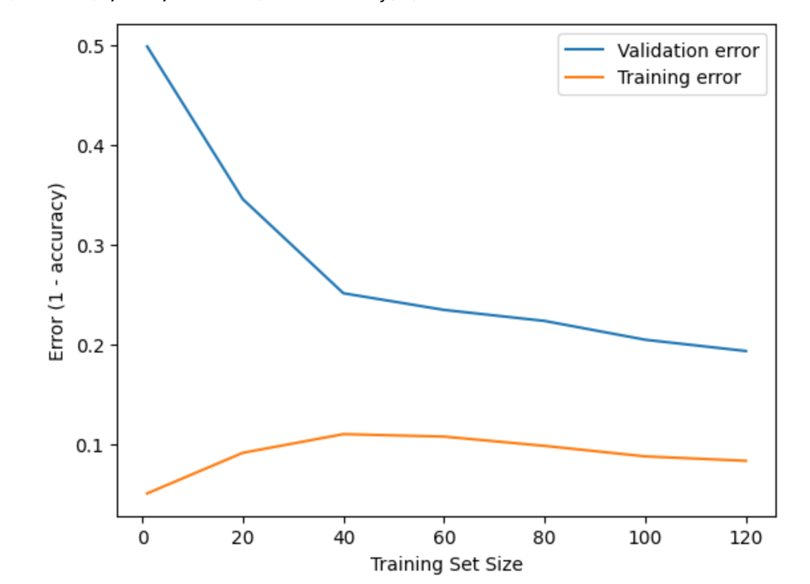 0.5
0.4
0.3
0.2
0.1
Error (1 - accuracy)
Validation error
Training error
0 20 40 60 80 100 120
Training Set Size